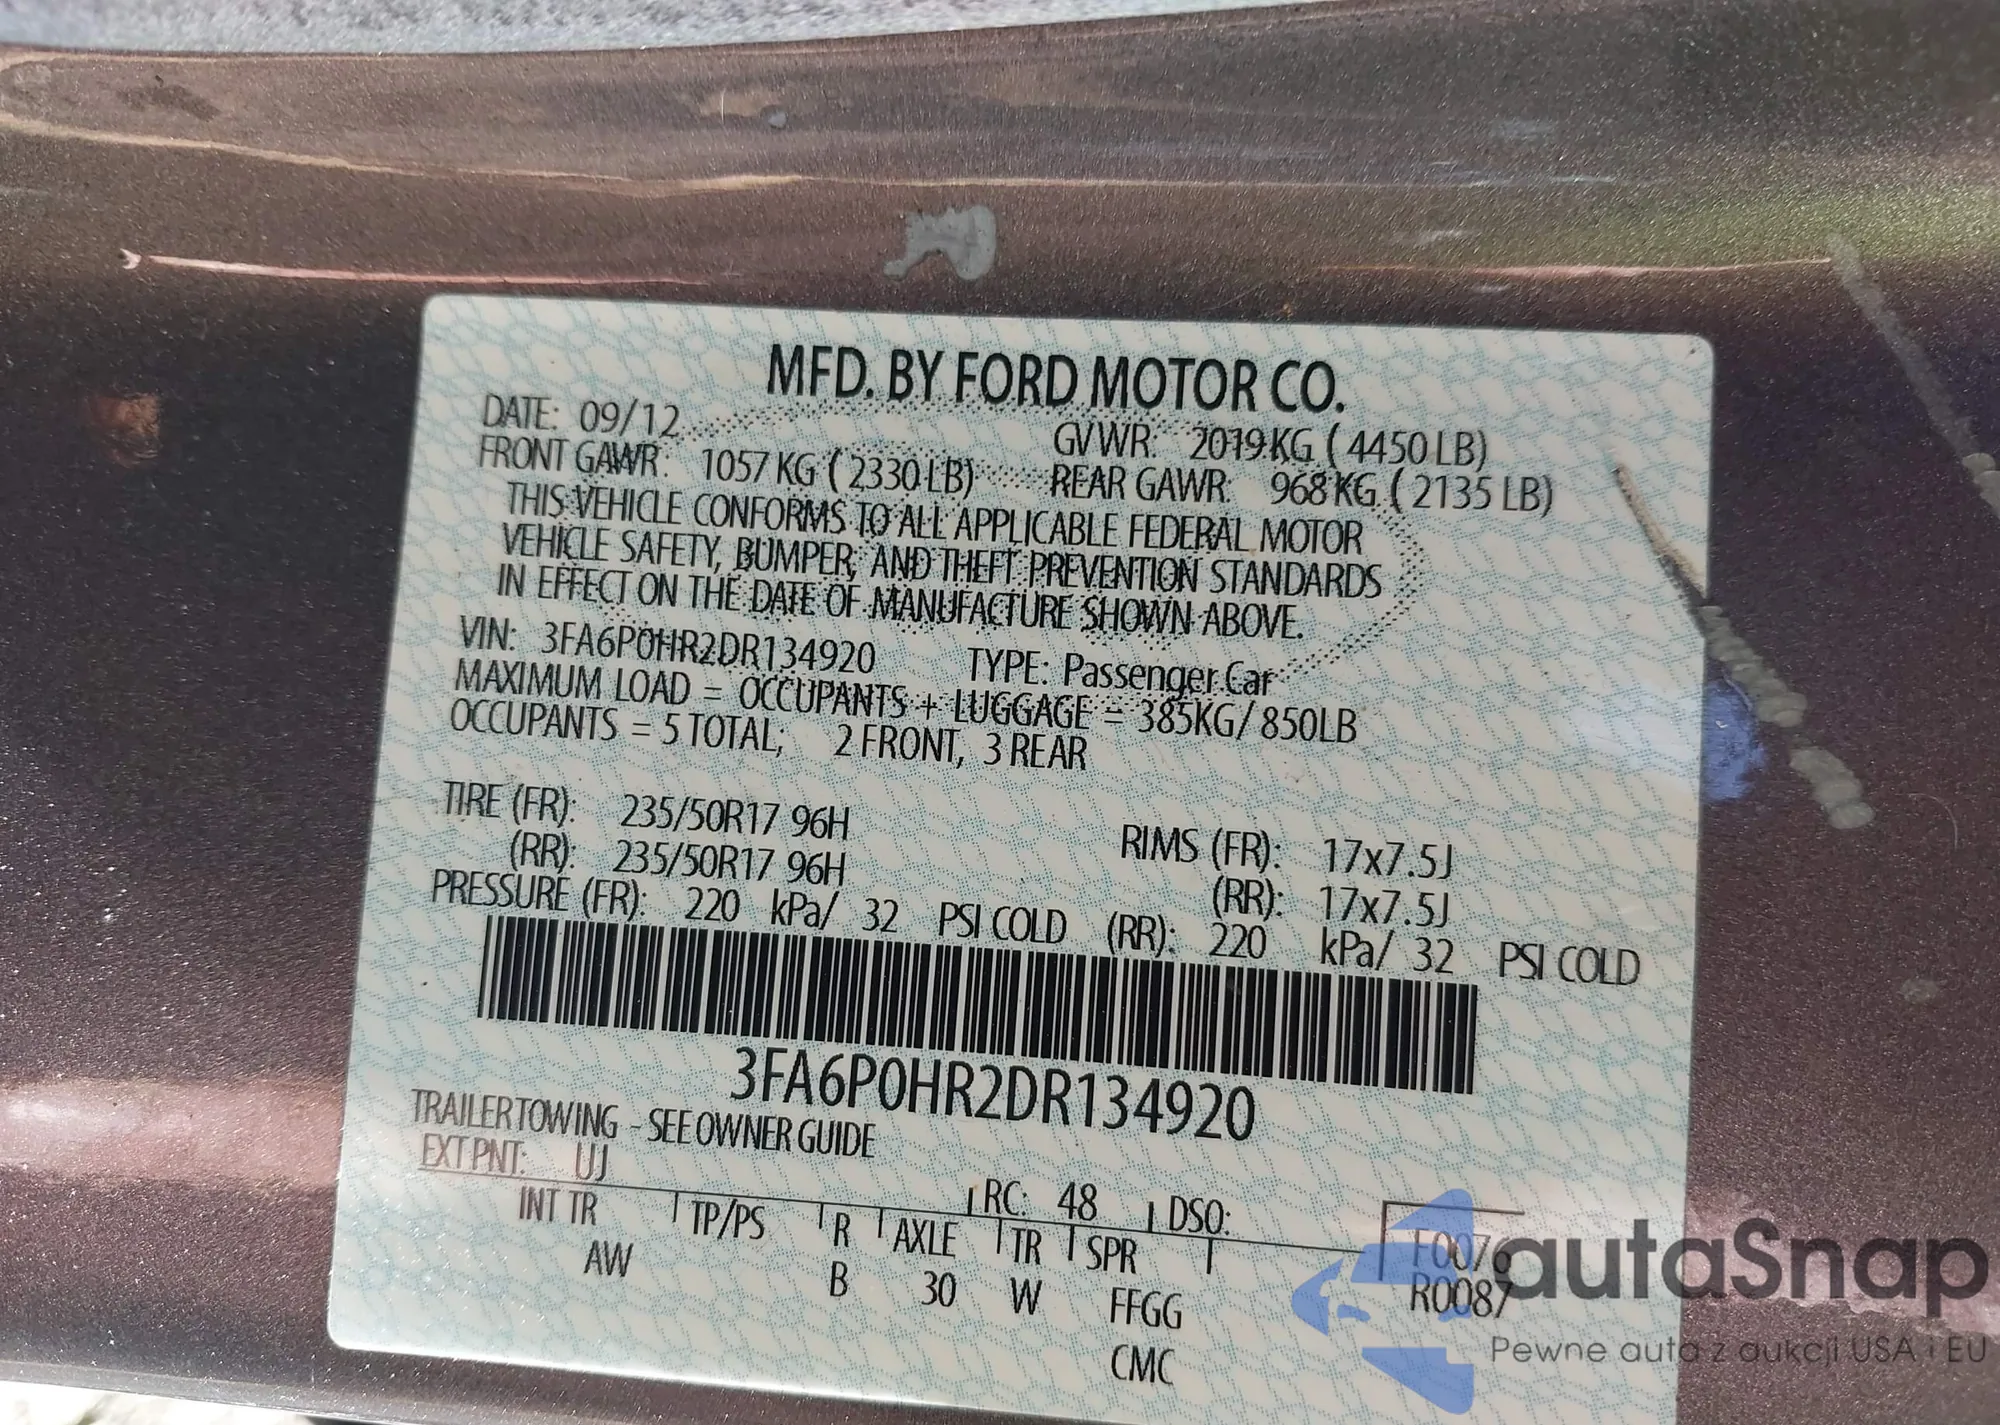 MFD. BY FORD MOTOR CO.
DATE: 09/12
GVWR: 2019 KG ( 4450 LB)
FRONT GAWR: 1057 KG ( 2330 LB)
REAR GAWR: 968 KG ( 2135 LB)
THIS VEHICLE CONFORMS TO ALL APPLICABLE FEDERAL MOTOR
VEHICLE SAFETY, BUMPER, AND THEFT PREVENTION STANDARDS
IN EFFECT ON THE DATE OF MANUFACTURE SHOWN ABOVE.
VIN: 3FA6P0HR2DR134920
TYPE: Passenger Car
MAXIMUM LOAD = OCCUPANTS + LUGGAGE = 385KG/ 850LB
OCCUPANTS = 5 TOTAL; 2 FRONT, 3 REAR
TIRE (FR): 235/50R17 96H
RIMS (FR): 17x7.5J
(RR): 235/50R17 96H
(RR): 17x7.5J
PRESSURE (FR): 220 kPa/ 32 PSI COLD (RR): 220 kPa/ 32 PSI COLD
3FA6P0HR2DR134920
TRAILER TOWING - SEE OWNER GUIDE
EXT PNT: UJ
RC: 48
DSO:
INT TR TP/PS R AXLE TR SPR
F0076
AW B 30 W FFGG
R0087
CMC
autaSnap
Pewne auta z aukcji USA i EU